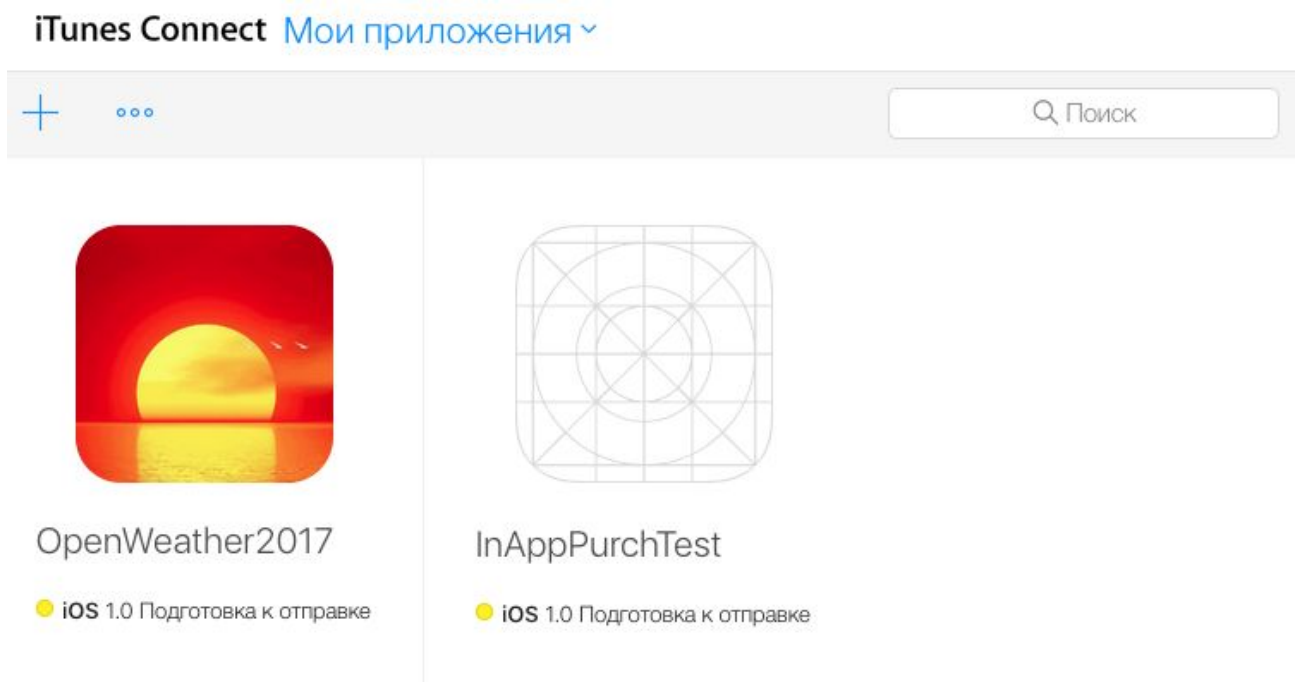 iTunes Connect Мои приложения
Поиск
OpenWeather2017
iOS 1.0 Подготовка к отправке
InAppPurchTest
iOS 1.0 Подготовка к отправке